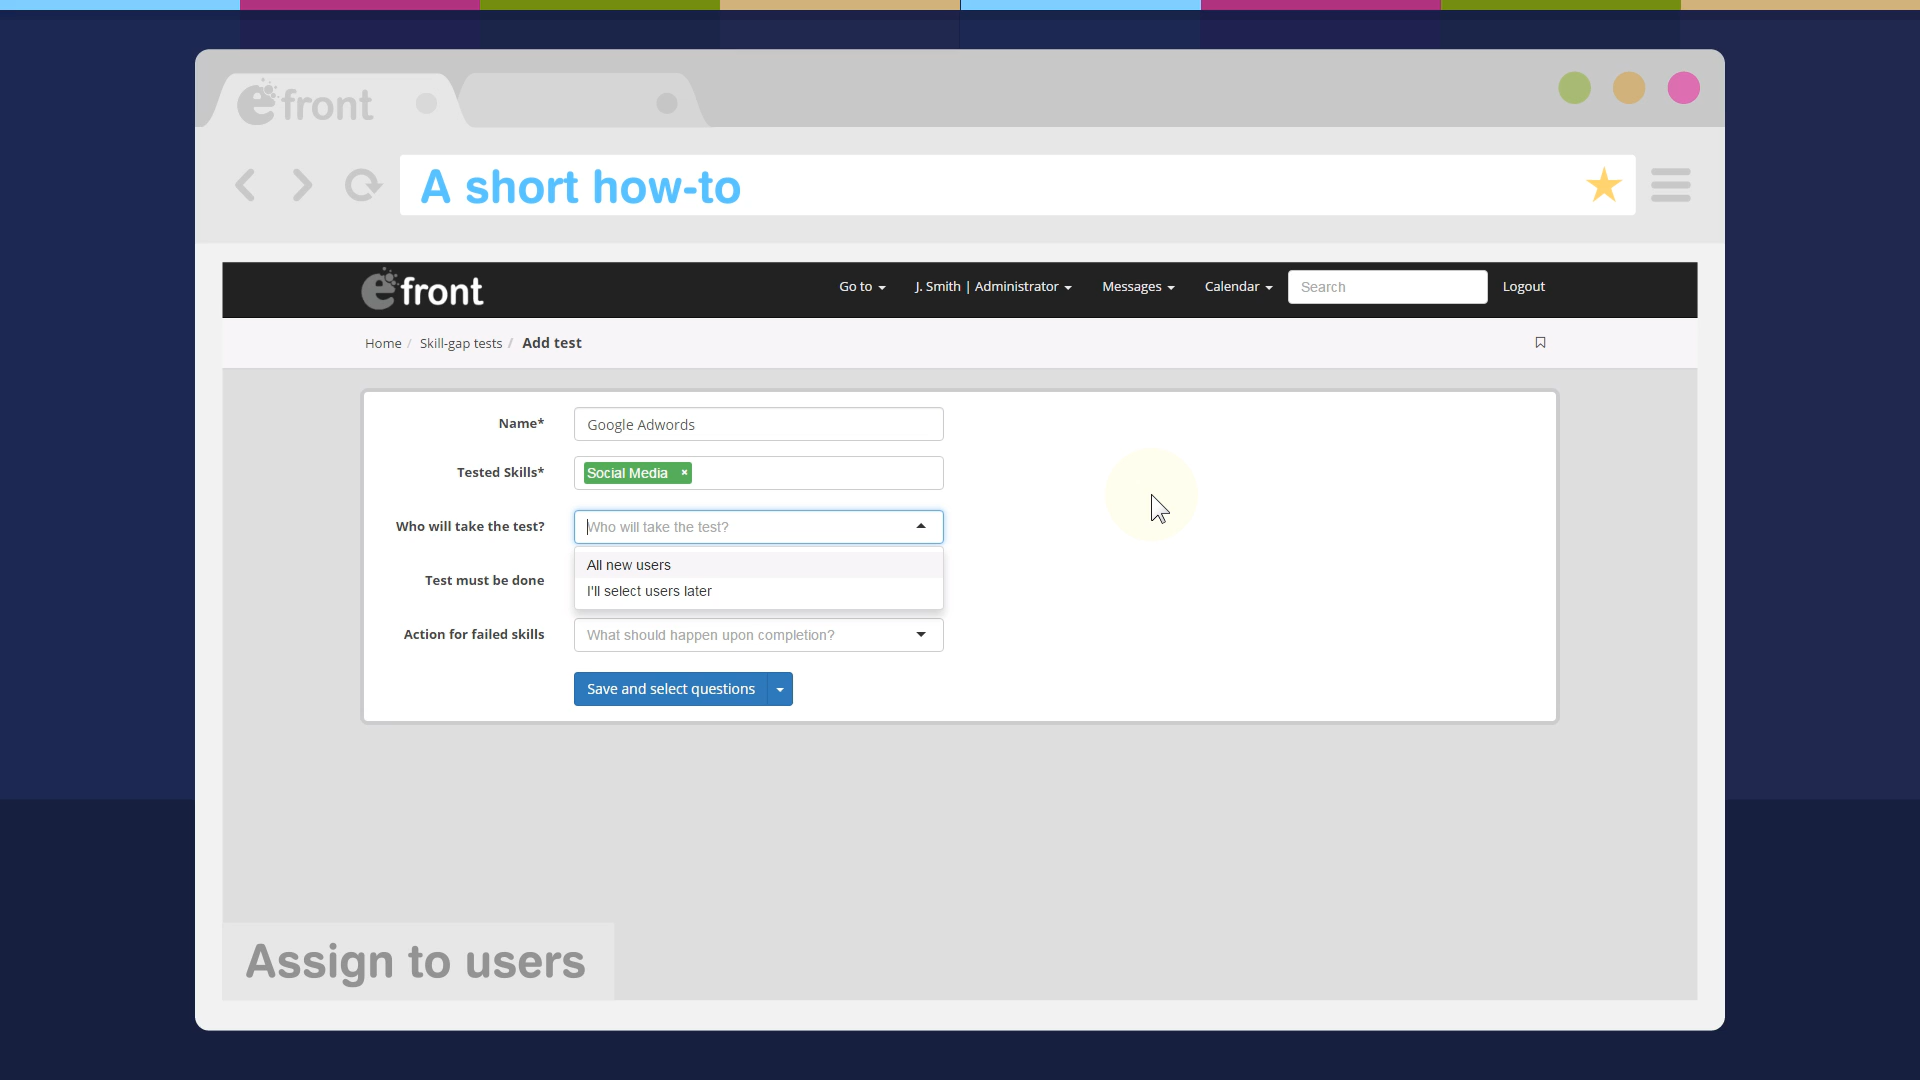 efront
A short how-to
efront
Go to
J. Smith | Administrator
Messages
Calendar
Search
Logout
Home / Skill-gap tests / Add test
Name*
Google Adwords
Tested Skills*
Social Media ×
Who will take the test?
Who will take the test?
All new users
I'll select users later
Test must be done
Action for failed skills
What should happen upon completion?
Save and select questions
Assign to users